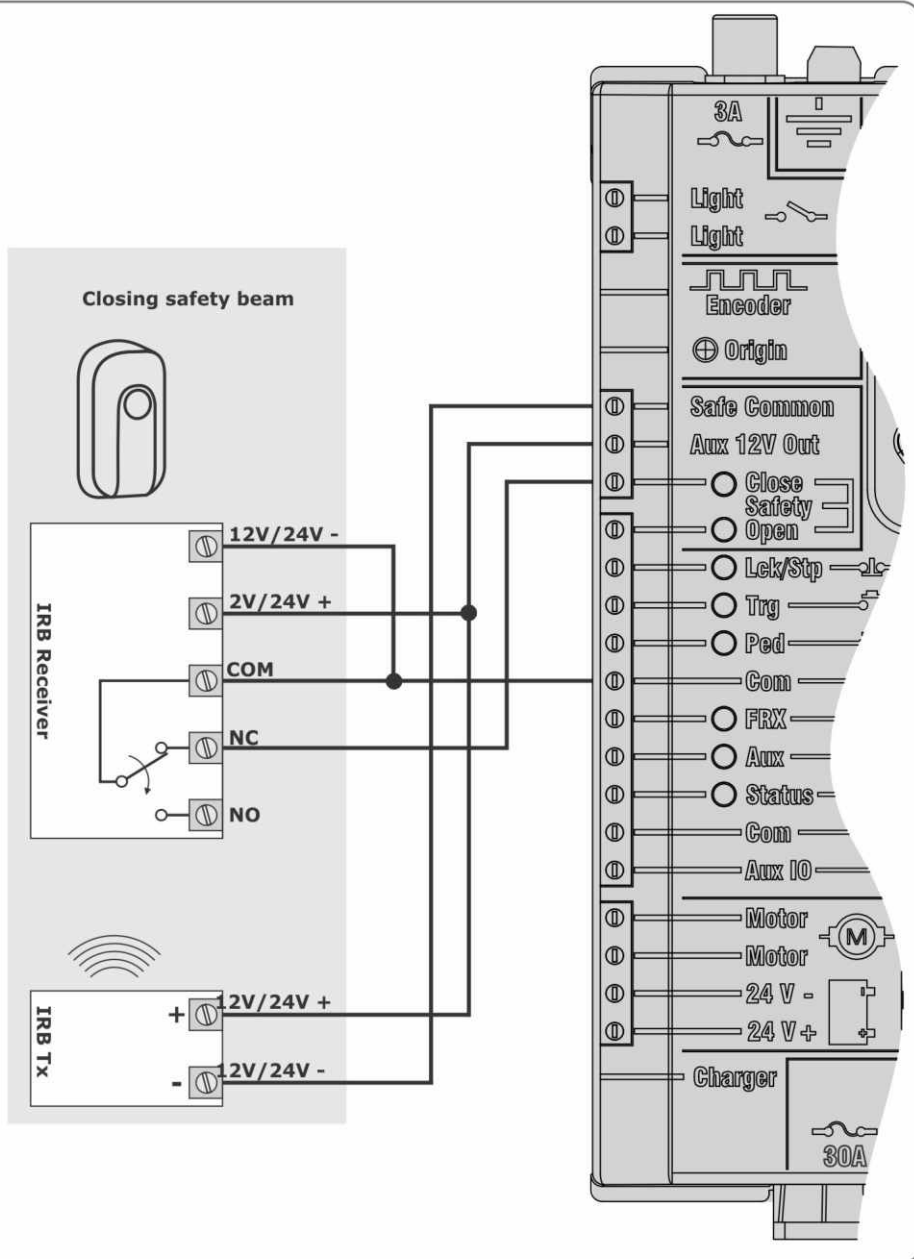 Closing safety beam
IRB Receiver
12V/24V -
2V/24V +
COM
NC
NO
IRB Tx
+ 12V/24V +
- 12V/24V -
3A
Light
Light
Encoder
Origin
Safe Common
Aux 12V Out
Close
Safety
Open
Lck/Stp
Trg
Ped
Com
FRX
Aux
Status
Com
Aux IO
Motor
M
Motor
24 V -
24 V +
Charger
30A